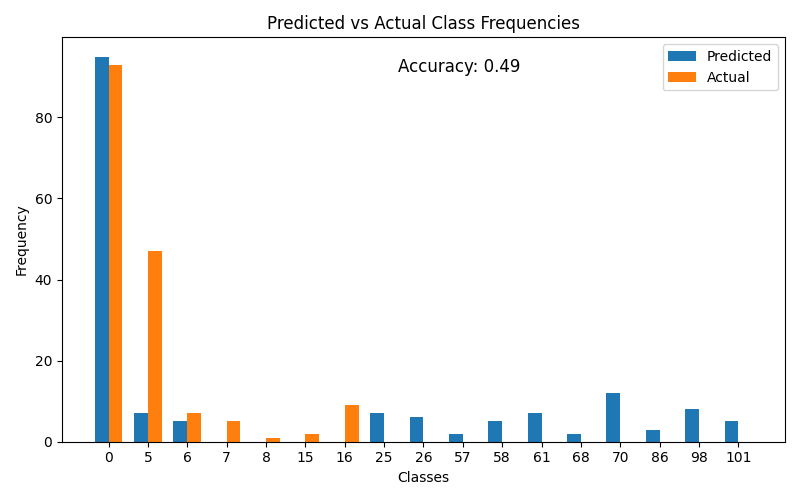 Predicted vs Actual Class Frequencies
Accuracy: 0.49
Predicted
Actual
Frequency
80
60
40
20
0
0 5 6 7 8 15 16 25 26 57 58 61 68 70 86 98 101
Classes